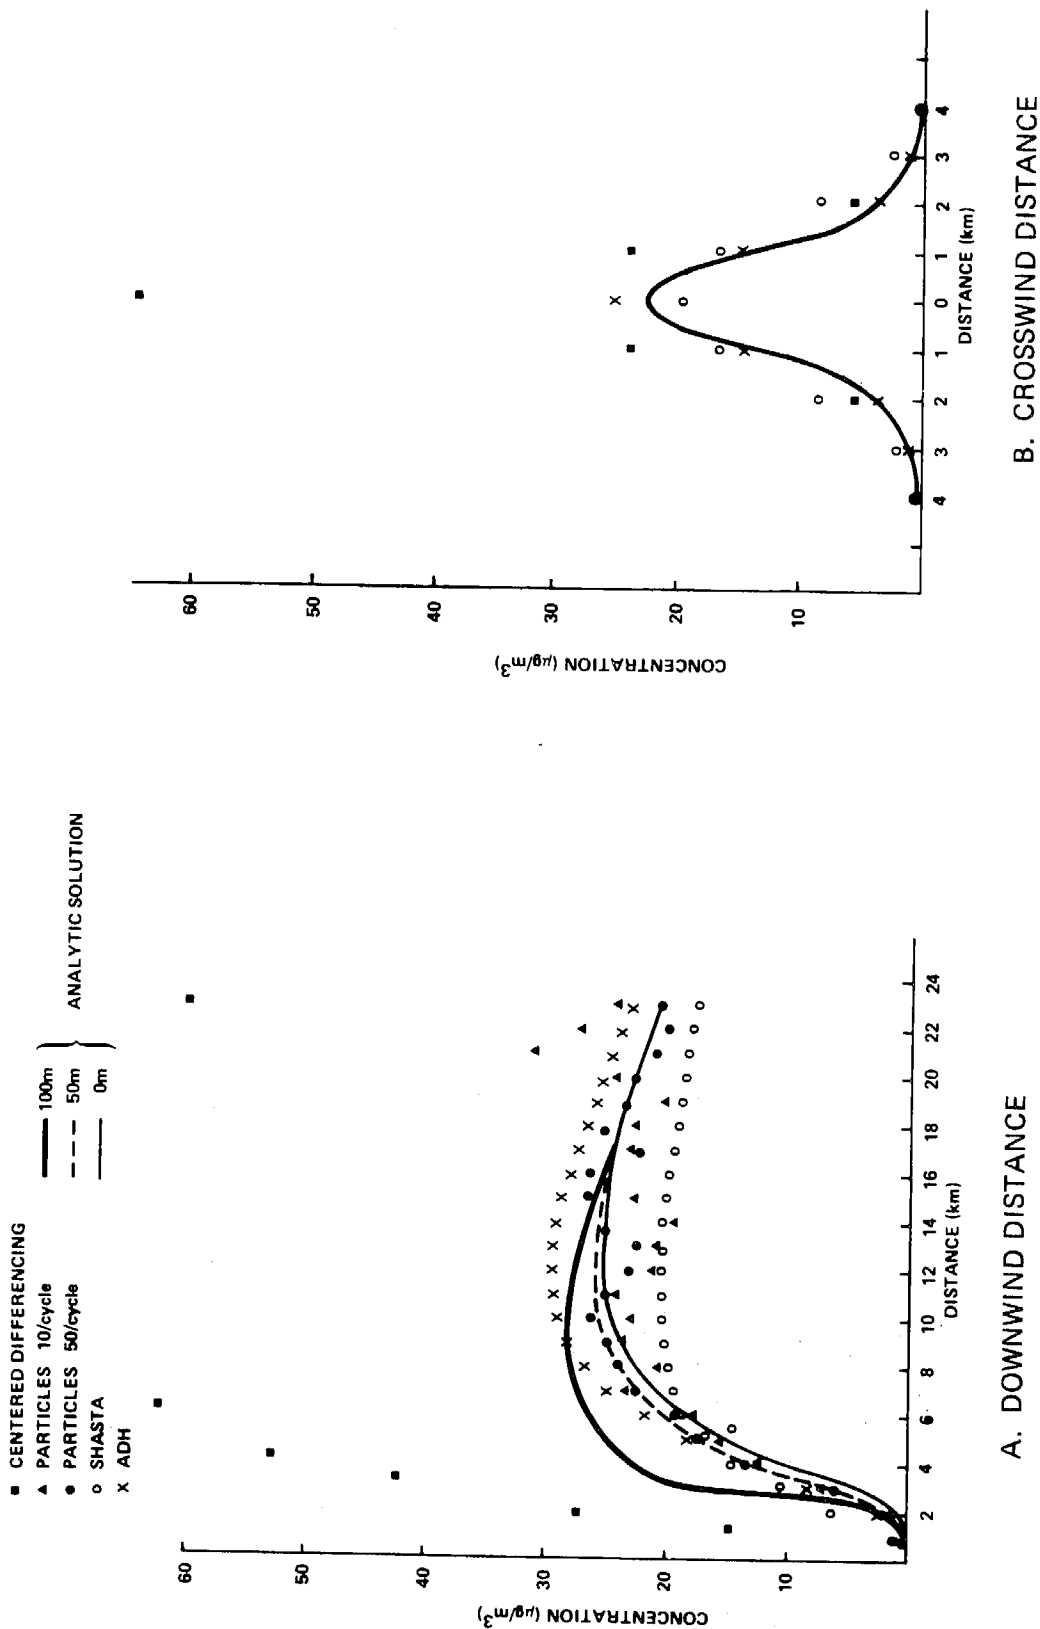 ■ CENTERED DIFFERENCING
▲ PARTICLES 10/cycle
● PARTICLES 50/cycle
○ SHASTA
× ADH
100m
50m
0m
ANALYTIC SOLUTION
CONCENTRATION (μg/m³)
60
50
40
30
20
10
2
4
6
8
10
12
14
16
18
20
22
24
DISTANCE (km)
A. DOWNWIND DISTANCE
CONCENTRATION (μg/m³)
60
50
40
30
20
10
4
3
2
1
0
1
2
3
4
DISTANCE (km)
B. CROSSWIND DISTANCE